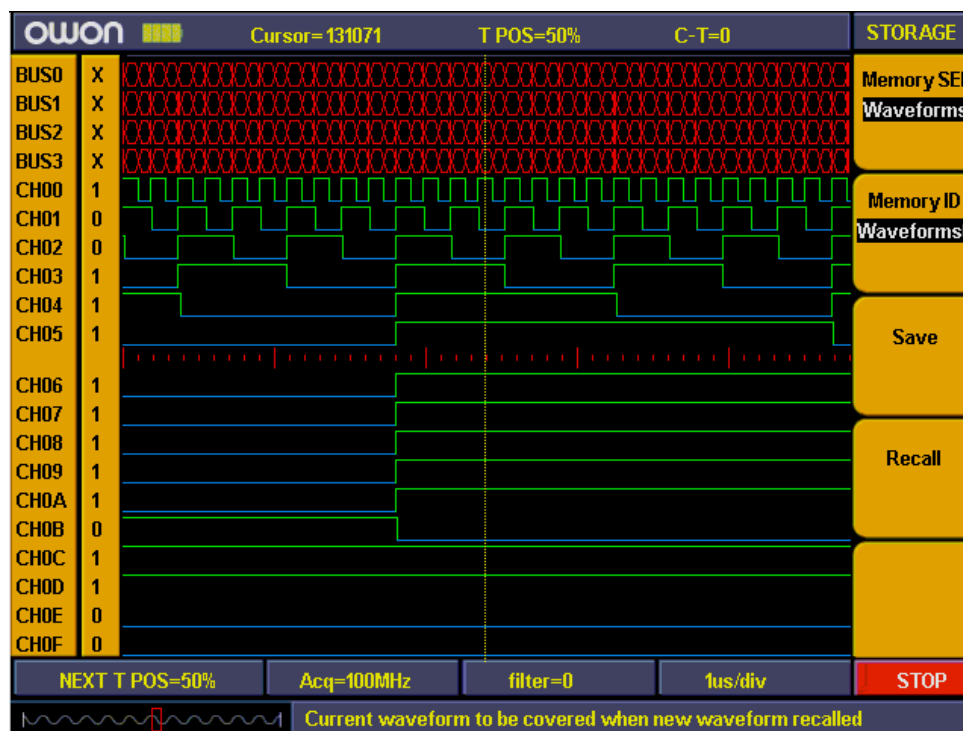 owon Cursor=131071 T POS=50% C-T=0 STORAGE
BUS0 X
BUS1 X
BUS2 X
BUS3 X
CH00 1
CH01 0
CH02 0
CH03 1
CH04 1
CH05 1
CH06 1
CH07 1
CH08 1
CH09 1
CH0A 1
CH0B 0
CH0C 1
CH0D 1
CH0E 0
CH0F 0
Memory SEL
Waveforms
Memory ID
Waveforms
Save
Recall
NEXT T POS=50% Acq=100MHz filter=0 1us/div STOP
Current waveform to be covered when new waveform recalled